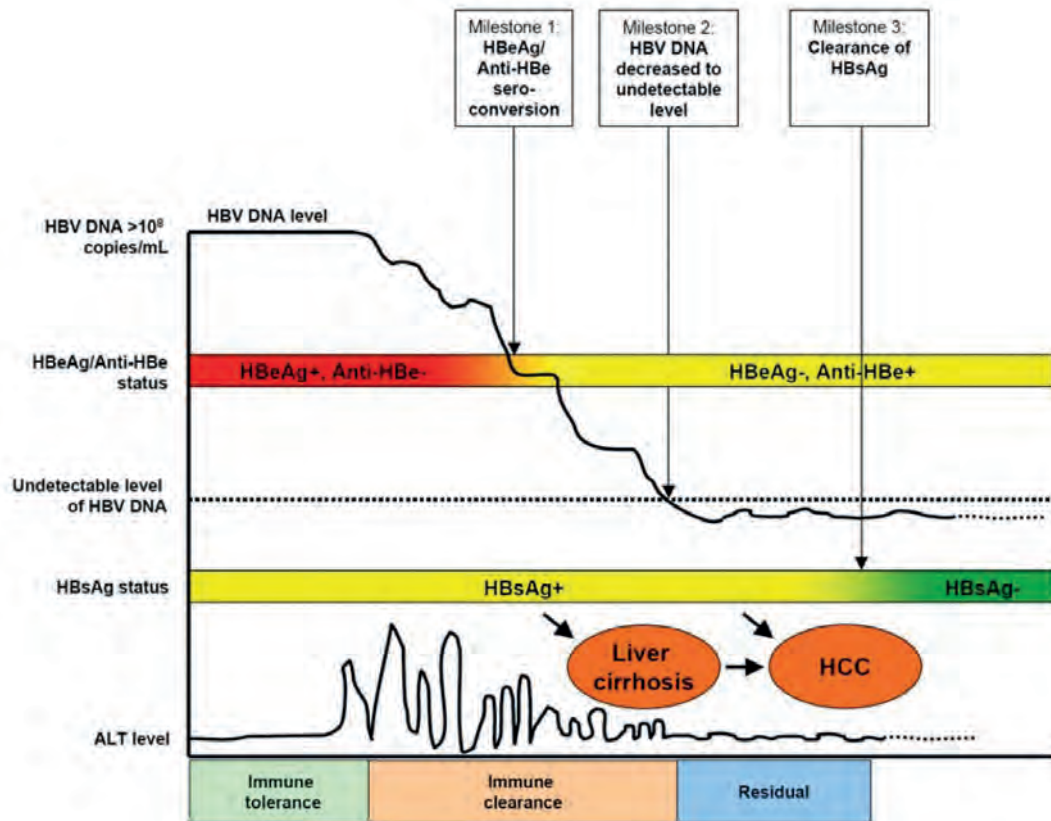 Milestone 1:
HBeAg/
Anti-HBe
sero-
conversion
Milestone 2:
HBV DNA
decreased to
undetectable
level
Milestone 3:
Clearance of
HBsAg
HBV DNA >10⁸
copies/mL
HBV DNA level
HBeAg/Anti-HBe
status
HBeAg+, Anti-HBe-
HBeAg-, Anti-HBe+
Undetectable level
of HBV DNA
HBsAg status
HBsAg+
HBsAg-
Liver
cirrhosis
HCC
ALT level
Immune
tolerance
Immune
clearance
Residual